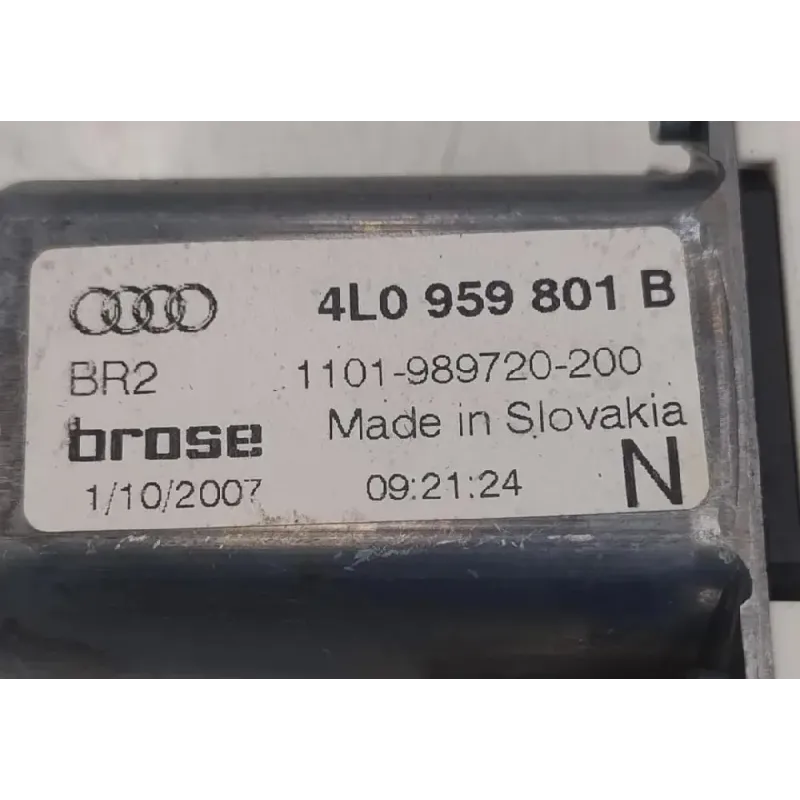 4L0 959 801 B
BR2 1101-989720-200
brose Made in Slovakia
1/10/2007 09:21:24 N